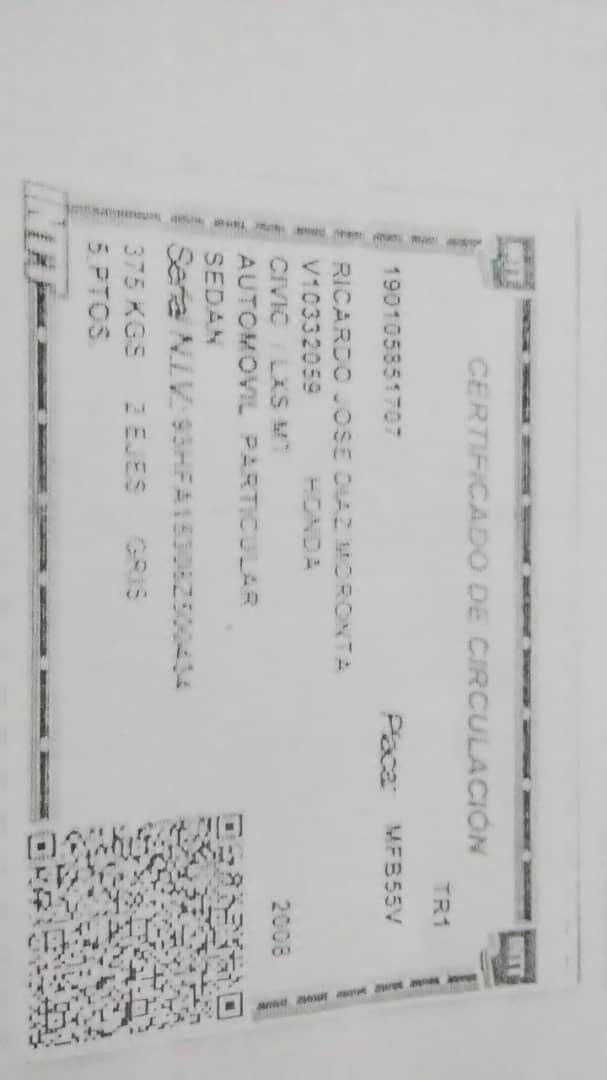 CERTIFICADO DE CIRCULACIÓN
TR1
190105851707 Placa: MFB55V
RICARDO JOSE DIAZ MORONTA
V10332059 HONDA
CIVIC / LXS MT 2008
AUTOMOVIL PARTICULAR
SEDAN
Serial N.I.V.
375 KGS 2 EJES GRIS
5 PTOS
INTT